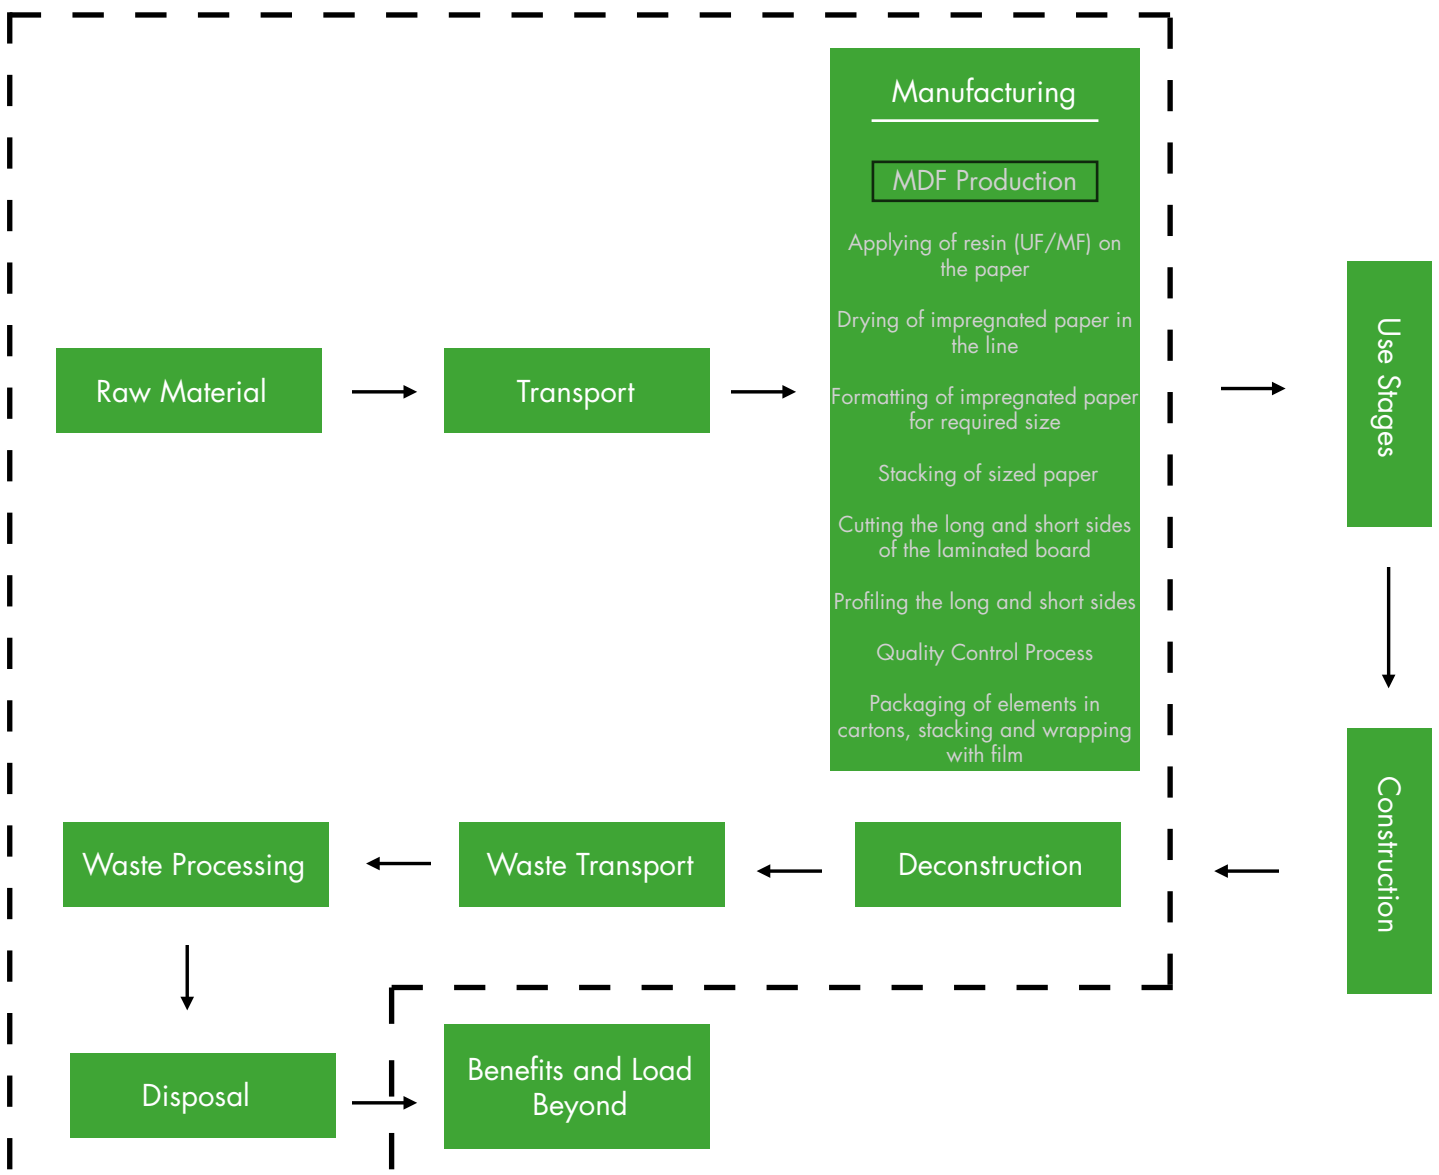 Manufacturing
MDF Production
Applying of resin (UF/MF) on
the paper
Drying of impregnated paper in
the line
Formatting of impregnated paper
for required size
Stacking of sized paper
Cutting the long and short sides
of the laminated board
Profiling the long and short sides
Quality Control Process
Packaging of elements in
cartons, stacking and wrapping
with film
Raw Material
Transport
Use Stages
Construction
Waste Processing
Waste Transport
Deconstruction
Disposal
Benefits and Load
Beyond